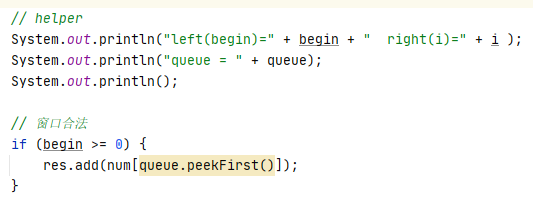 // helper
System.out.println("left(begin)=" + begin + "  right(i)=" + i );
System.out.println("queue = " + queue);
System.out.println();
// 窗口合法
if (begin >= 0) {
res.add(num[queue.peekFirst()]);
}